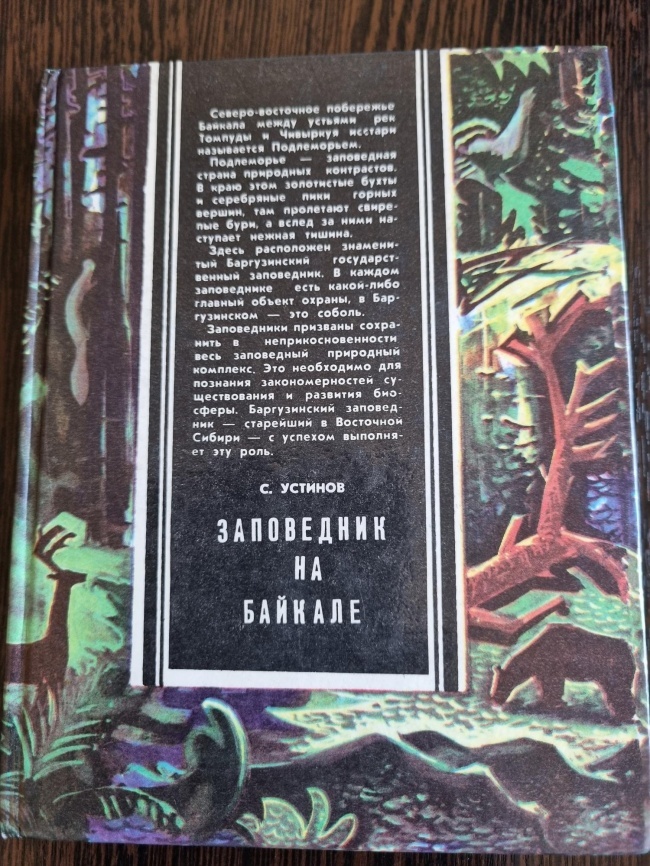 Северо-восточное побережье
Байкала между устьями рек
Томпуды и Чивыркуя исстари
называется Подлеморьем.
Подлеморье — заповедная
страна природных контрастов.
В краю этом золотистые бухты
и серебряные пики горных
вершин, там пролетают свире-
пые бури, а вслед за ними на-
ступает нежная тишина.
Здесь расположен знамени-
тый Баргузинский государст-
венный заповедник. В каждом
заповеднике есть какой-либо
главный объект охраны, в Бар-
гузинском — это соболь.
Заповедники призваны сохра-
нить в неприкосновенности
весь заповедный природный
комплекс. Это необходимо для
познания закономерностей су-
ществования и развития био-
сферы. Баргузинский заповед-
ник — старейший в Восточной
Сибири — с успехом выполня-
ет эту роль.
С. УСТИНОВ
ЗАПОВЕДНИК
НА
БАЙКАЛЕ